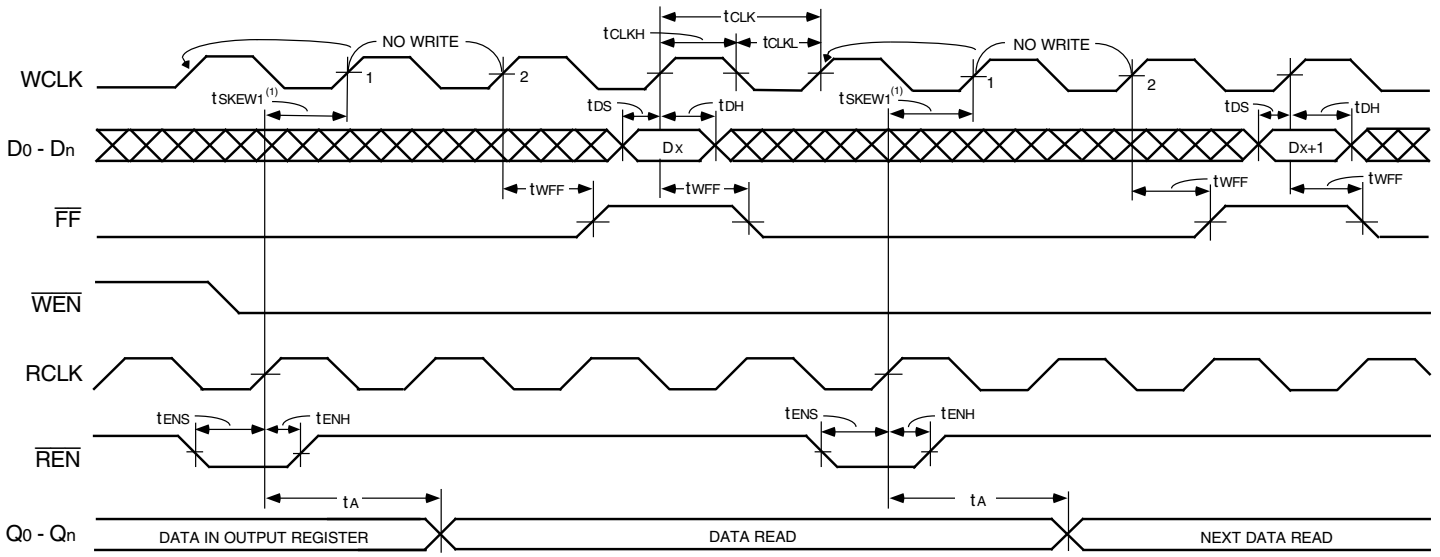 tCLK
tCLKH tCLKL
NO WRITE NO WRITE
WCLK 1 2 1 2
tSKEW1(1) tDS tDH tSKEW1(1) tDS tDH
D0 - Dn Dx Dx+1
tWFF tWFF tWFF tWFF
FF
WEN
RCLK
tENS tENH tENS tENH
REN
tA tA
Q0 - Qn DATA IN OUTPUT REGISTER DATA READ NEXT DATA READ